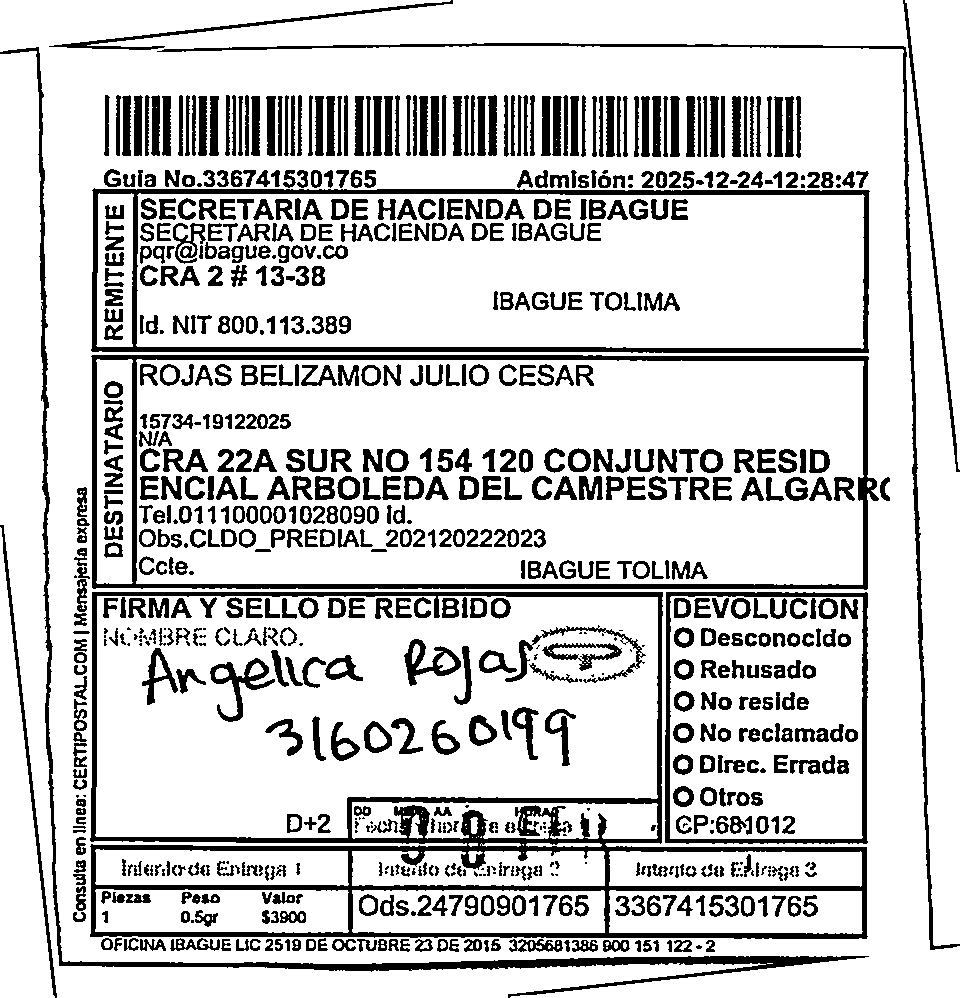 Guia No.3367415301765 Admisión: 2025-12-24-12:28:47
REMITENTE
SECRETARIA DE HACIENDA DE IBAGUE
SECRETARIA DE HACIENDA DE IBAGUE
pqr@ibague.gov.co
CRA 2 # 13-38
IBAGUE TOLIMA
Id. NIT 800.113.389
DESTINATARIO
ROJAS BELIZAMON JULIO CESAR
15734-19122025
N/A
CRA 22A SUR NO 154 120 CONJUNTO RESID
ENCIAL ARBOLEDA DEL CAMPESTRE ALGARRO
Tel.011100001028090 Id.
Obs.CLDO_PREDIAL_202120222023
Ccte. IBAGUE TOLIMA
Consulta en linea: CERTIPOSTAL.COM | Mensajeria expresa
FIRMA Y SELLO DE RECIBIDO
NOMBRE CLARO.
Angelica Rojas
3160260199
D+2
DEVOLUCION
Desconocido
Rehusado
No reside
No reclamado
Direc. Errada
Otros
CP:681012
Intento de Entrega 1 Intento de Entrega 2 Intento de Entrega 3
Piezas Peso Valor
1 0.5gr $3900
Ods.24790901765 3367415301765
OFICINA IBAGUE LIC 2519 DE OCTUBRE 23 DE 2015 3205681386 900 151 122 - 2